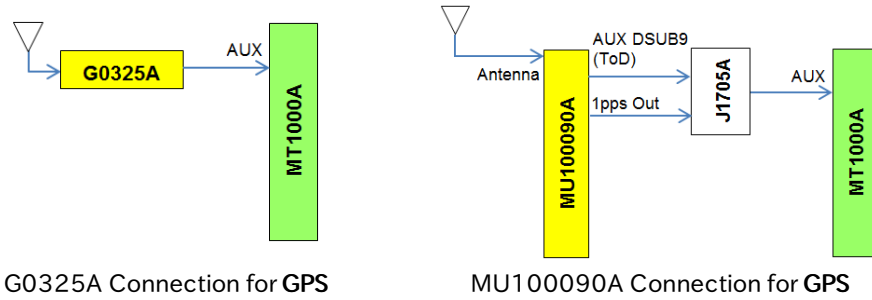 G0325A
AUX
MT1000A
G0325A Connection for GPS
Antenna
MU100090A
AUX DSUB9
(ToD)
1pps Out
J1705A
AUX
MT1000A
MU100090A Connection for GPS